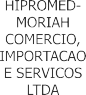 HIPROMED-
MORIAH
COMERCIO,
IMPORTACAO
E SERVICOS
LTDA